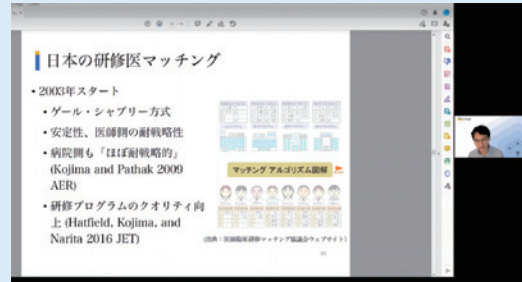 日本の研修医マッチング
• 2003年スタート
• ゲール・シャプリー方式
• 安定性、医師側の耐戦略性
• 病院側も「ほぼ耐戦略的」
(Kojima and Pathak 2009
AER)
• 研修プログラムのクオリティ向
上 (Hatfield, Kojima, and
Narita 2016 JET)
マッチング アルゴリズム図解
(出典：医師臨床研修マッチング協議会ウェブサイト)